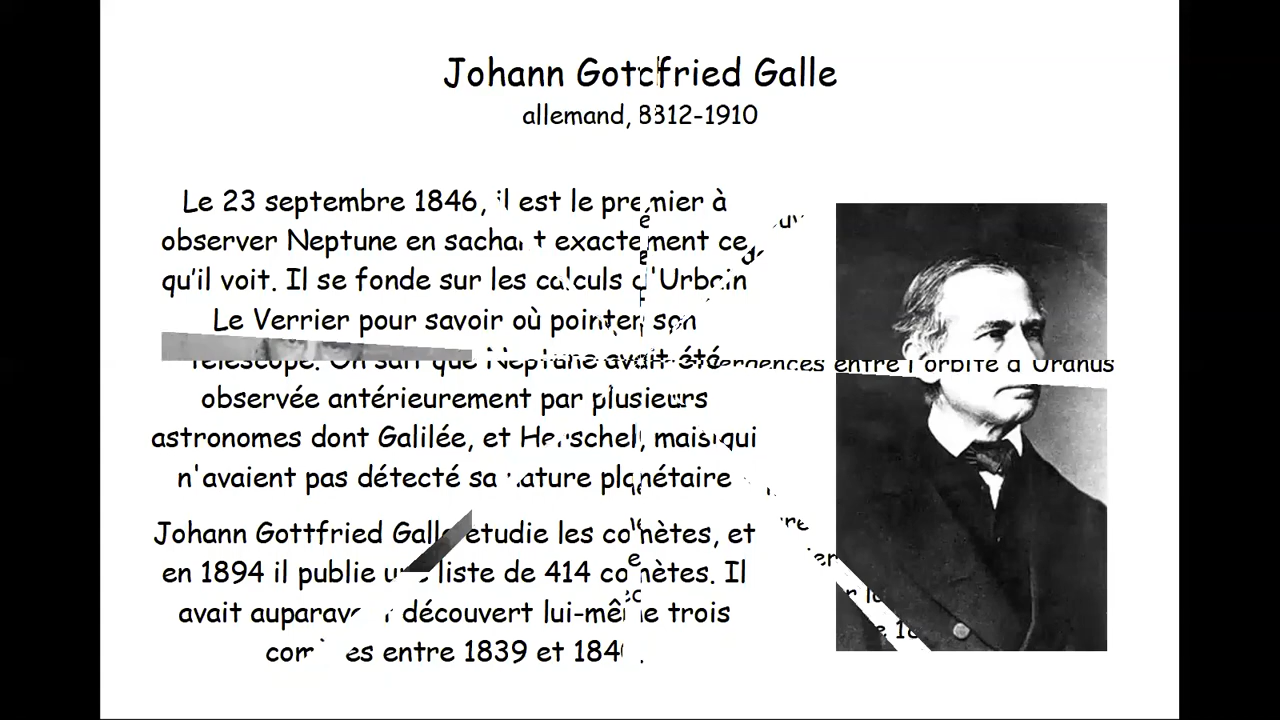 Johann Gottfried Galle
allemand, 1812-1910
Le 23 septembre 1846, il est le premier à
observer Neptune en sachant exactement ce
qu'il voit. Il se fonde sur les calculs d'Urbain
Le Verrier pour savoir où pointer son
télescope. On sait que Neptune avait été
entre l'orbite d'Uranus
observée antérieurement par plusieurs
astronomes dont Galilée, et Herschel, mais qui
n'avaient pas détecté sa nature planétaire
Johann Gottfried Galle étudie les comètes, et
en 1894 il publie une liste de 414 comètes. Il
avait auparavant découvert lui-même trois
comètes entre 1839 et